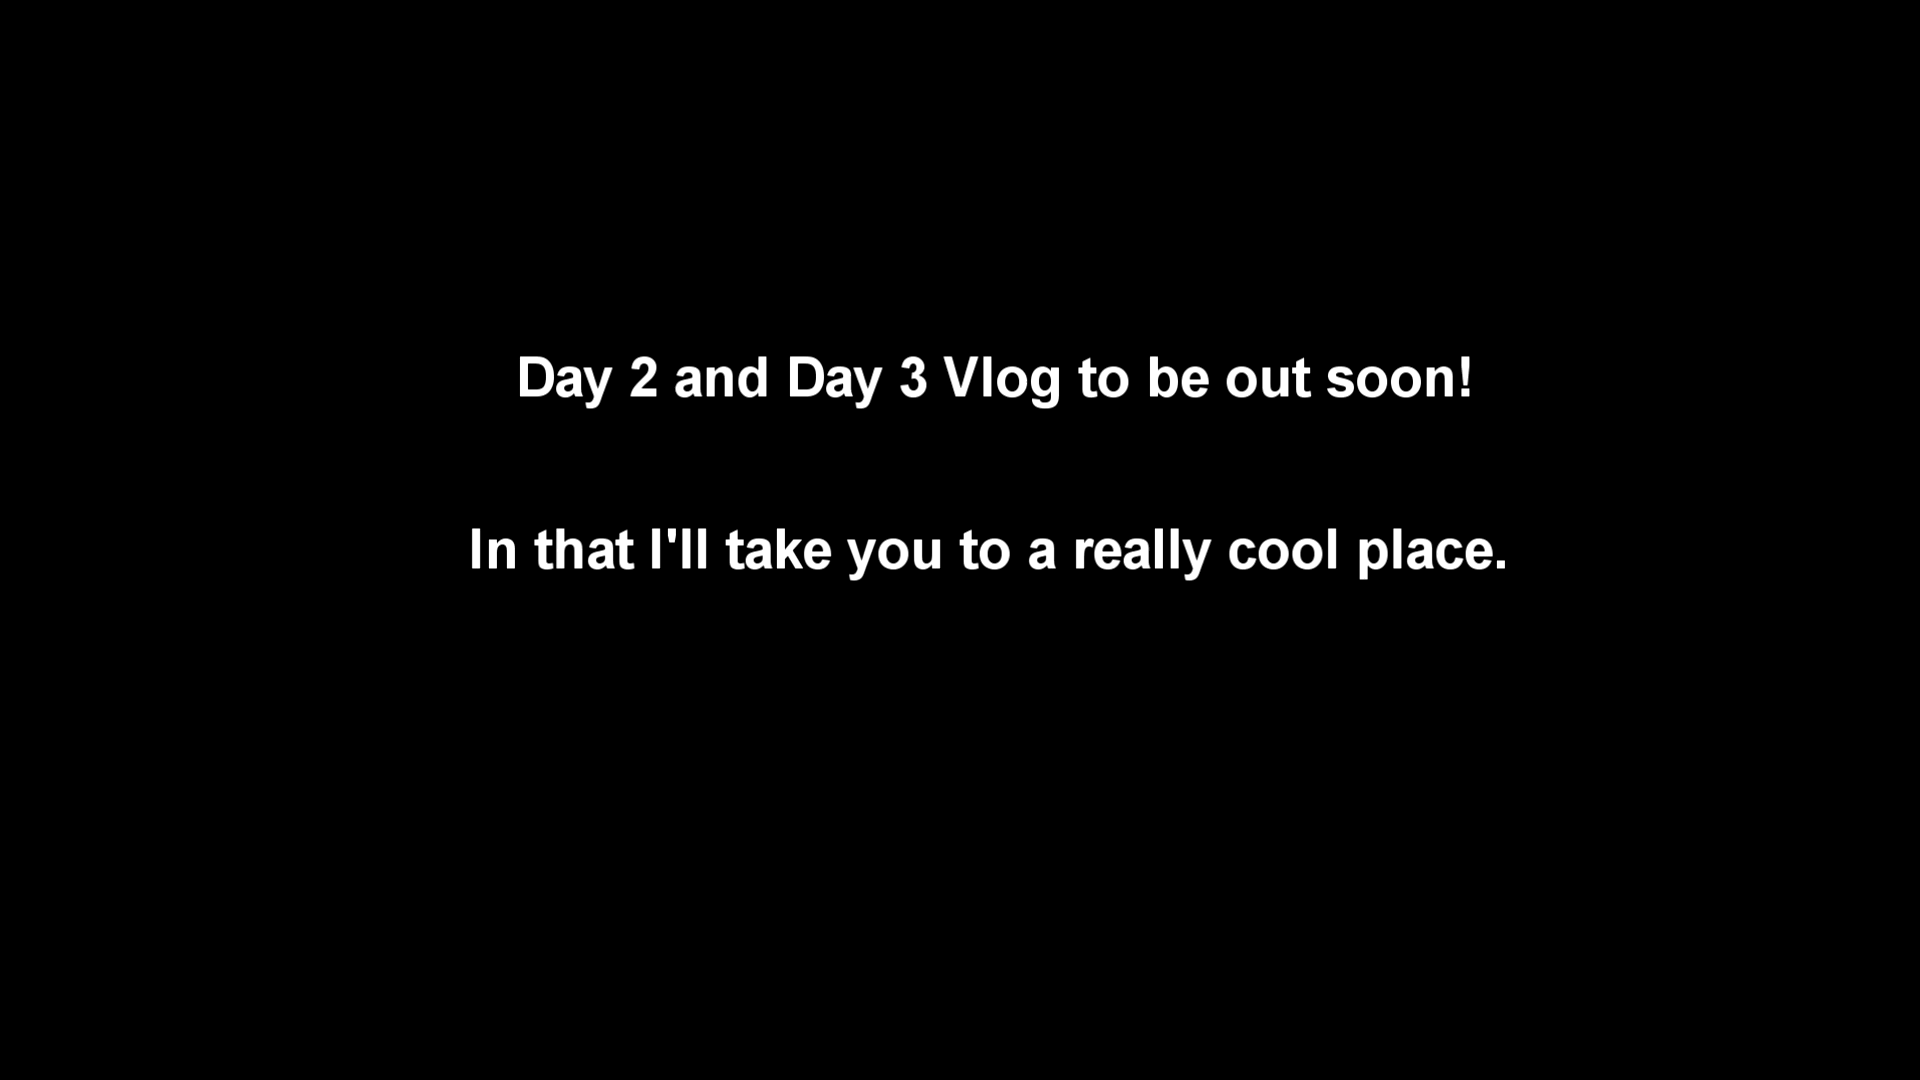 Day 2 and Day 3 Vlog to be out soon!
In that I'll take you to a really cool place.